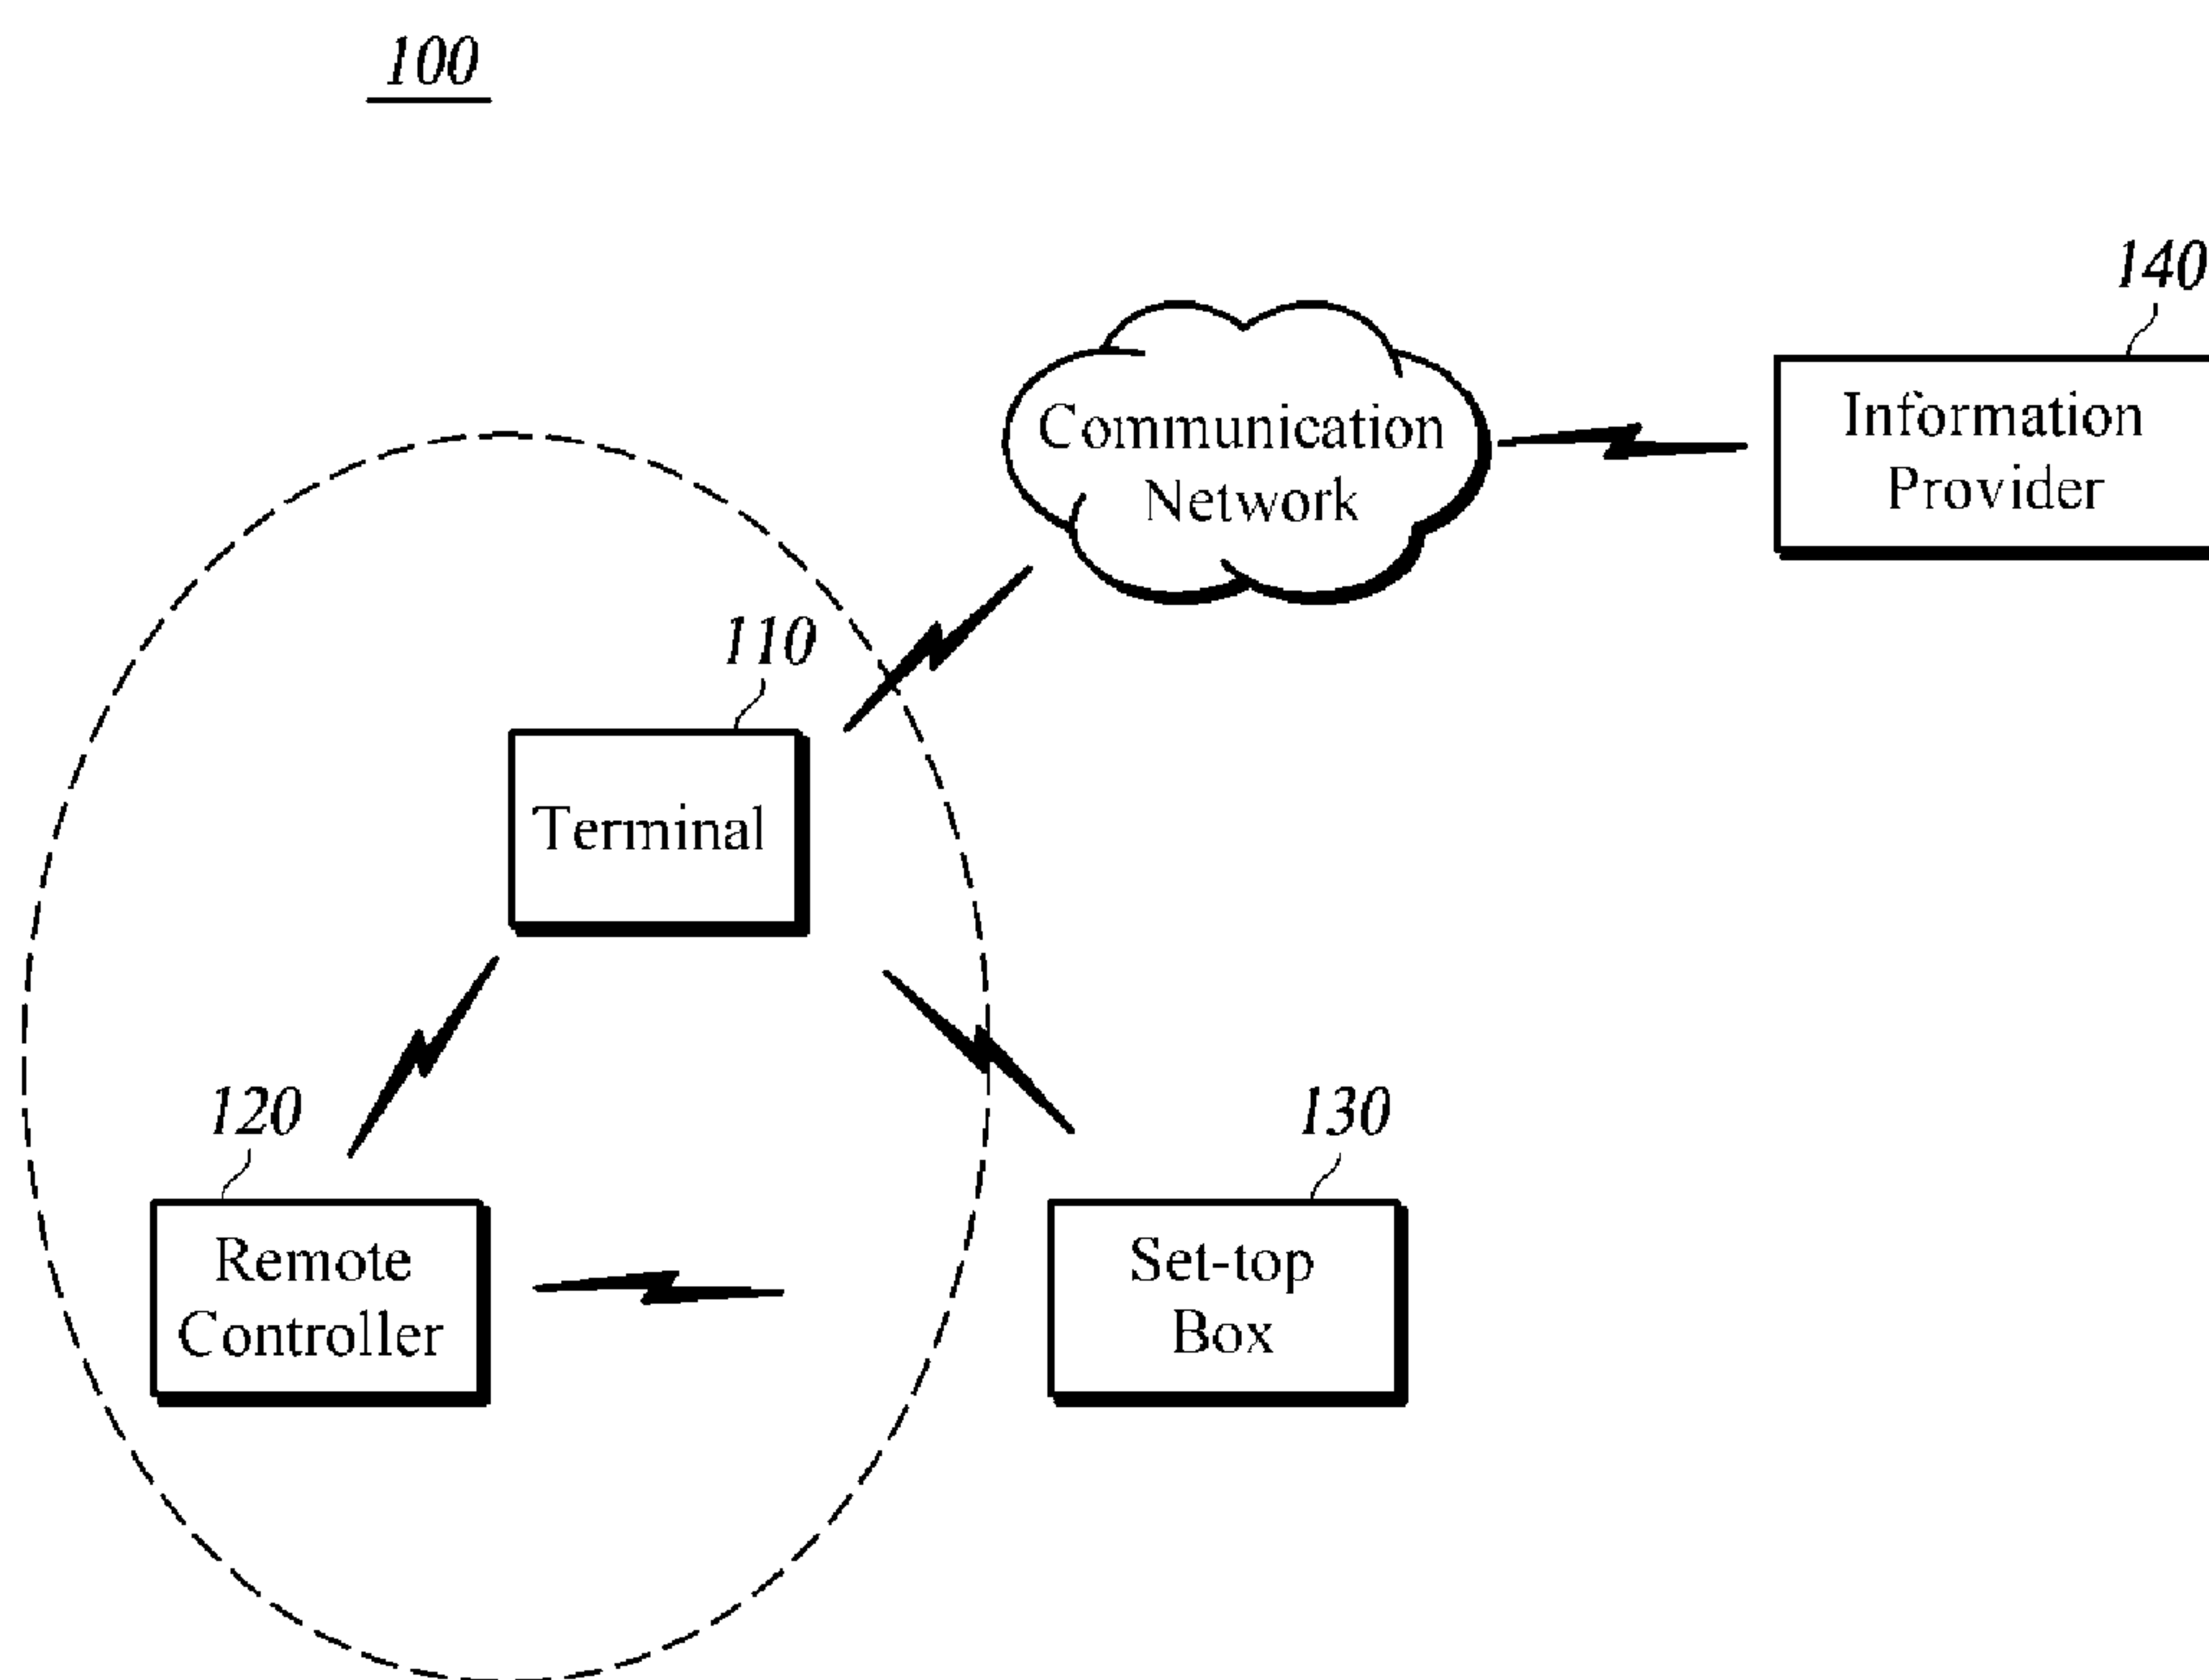 100
140
Communication
Network
Information
Provider
110
Terminal
120
130
Remote
Controller
Set-top
Box